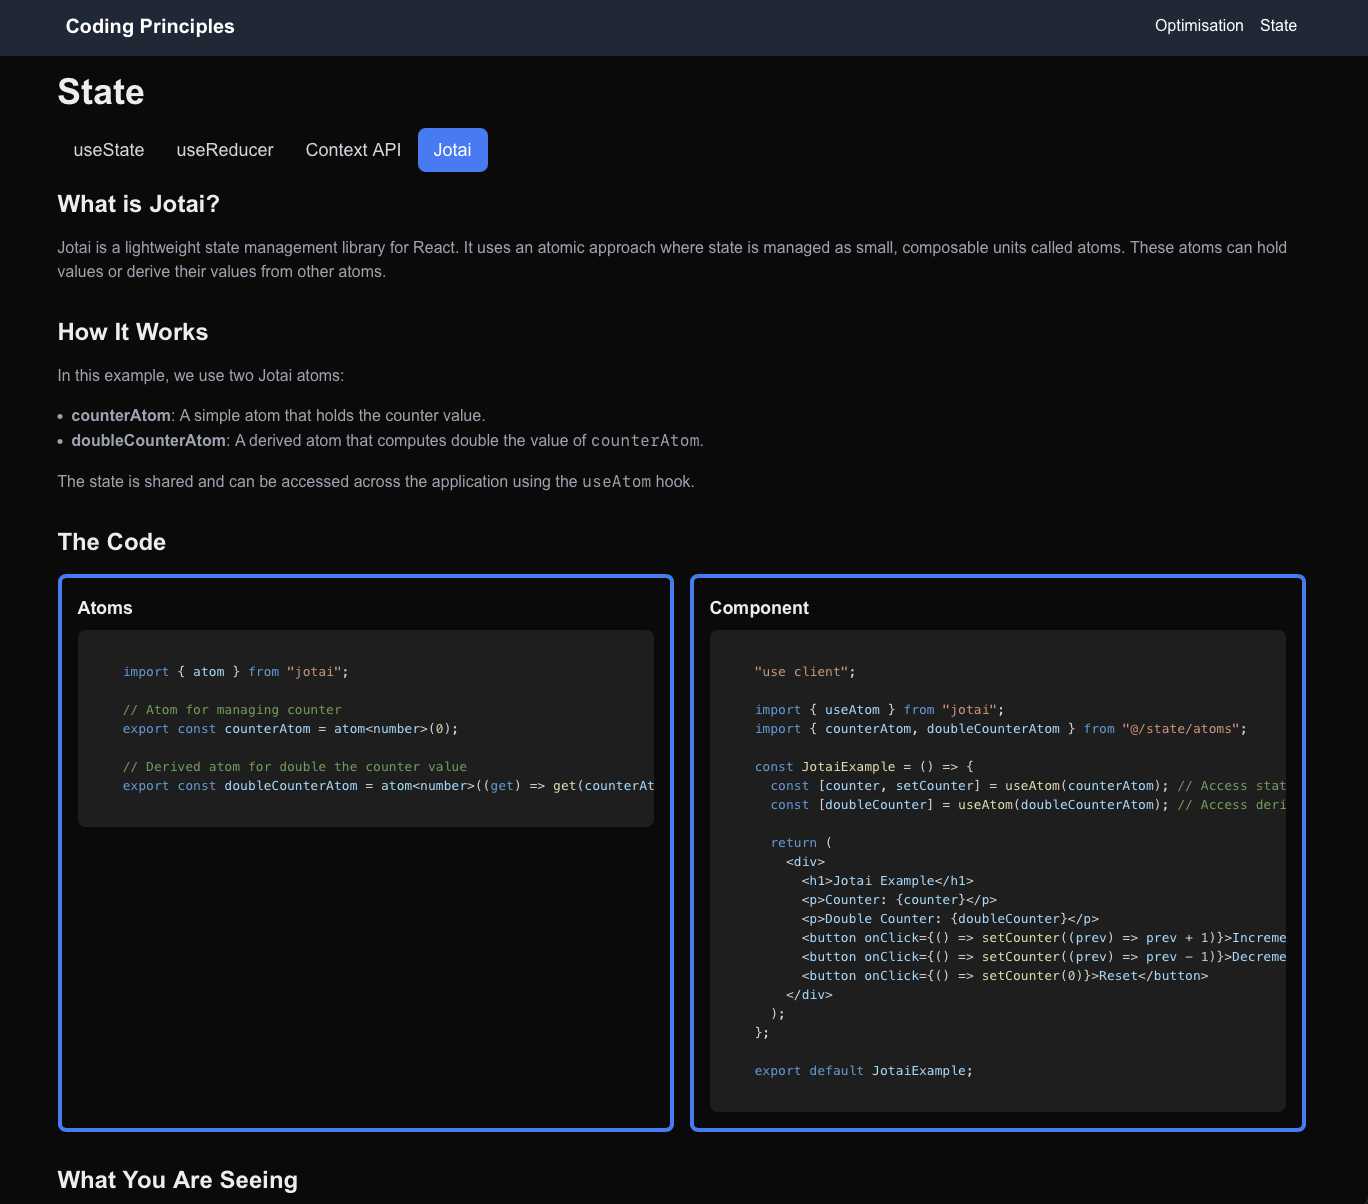 Coding Principles
Optimisation State
State
useState useReducer Context API Jotai
What is Jotai?
Jotai is a lightweight state management library for React. It uses an atomic approach where state is managed as small, composable units called atoms. These atoms can hold
values or derive their values from other atoms.
How It Works
In this example, we use two Jotai atoms:
• counterAtom: A simple atom that holds the counter value.
• doubleCounterAtom: A derived atom that computes double the value of counterAtom.
The state is shared and can be accessed across the application using the useAtom hook.
The Code
Atoms
import { atom } from "jotai";
// Atom for managing counter
export const counterAtom = atom<number>(0);
// Derived atom for double the counter value
export const doubleCounterAtom = atom<number>((get) => get(counterAt
Component
"use client";
import { useAtom } from "jotai";
import { counterAtom, doubleCounterAtom } from "@/state/atoms";
const JotaiExample = () => {
const [counter, setCounter] = useAtom(counterAtom); // Access stat
const [doubleCounter] = useAtom(doubleCounterAtom); // Access deri
return (
<div>
<h1>Jotai Example</h1>
<p>Counter: {counter}</p>
<p>Double Counter: {doubleCounter}</p>
<button onClick={() => setCounter((prev) => prev + 1)}>Increme
<button onClick={() => setCounter((prev) => prev - 1)}>Decreme
<button onClick={() => setCounter(0)}>Reset</button>
</div>
);
};
export default JotaiExample;
What You Are Seeing